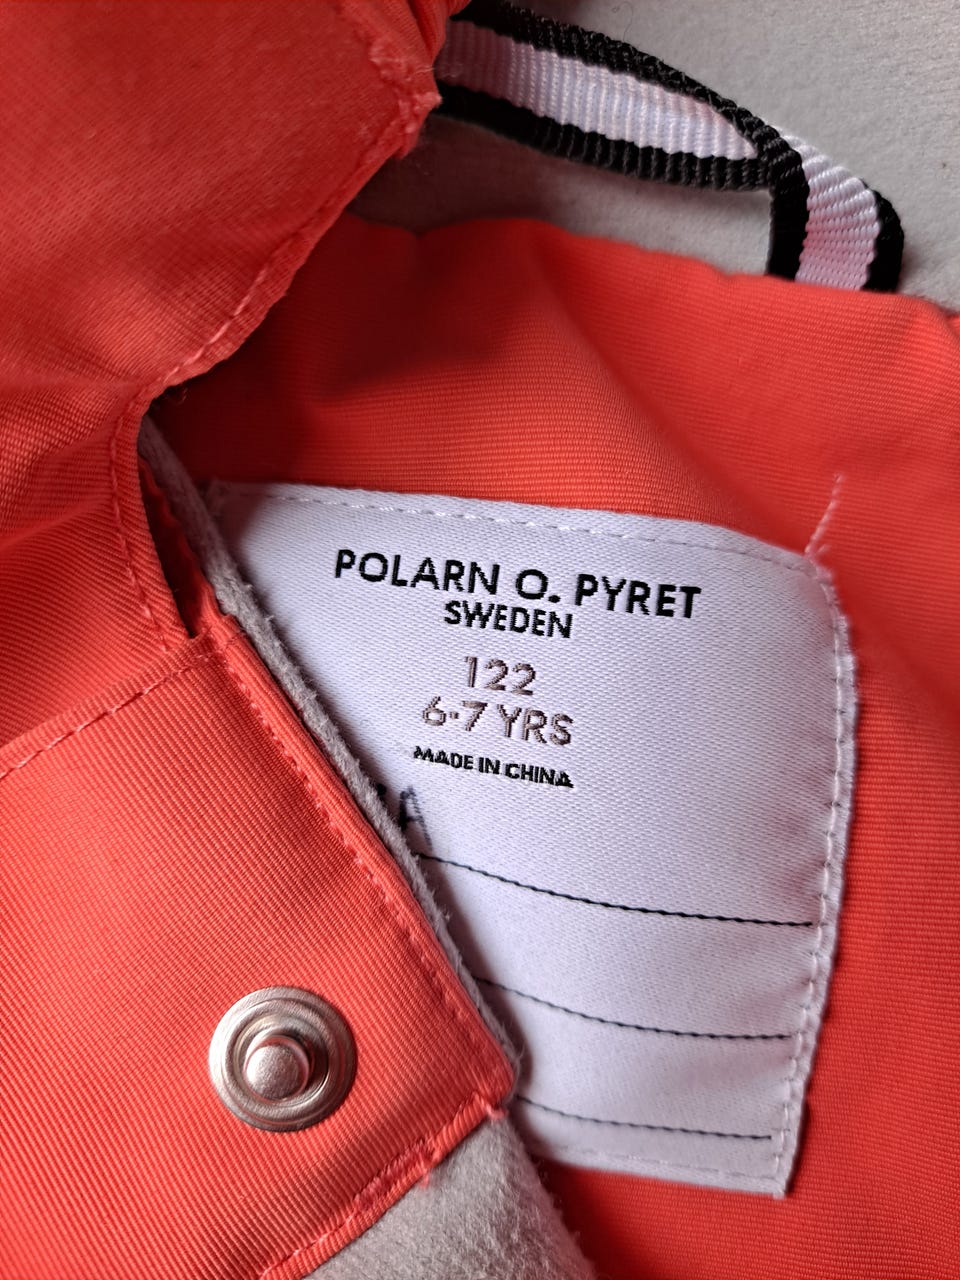 POLARN O. PYRET
SWEDEN
122
6-7 YRS
MADE IN CHINA